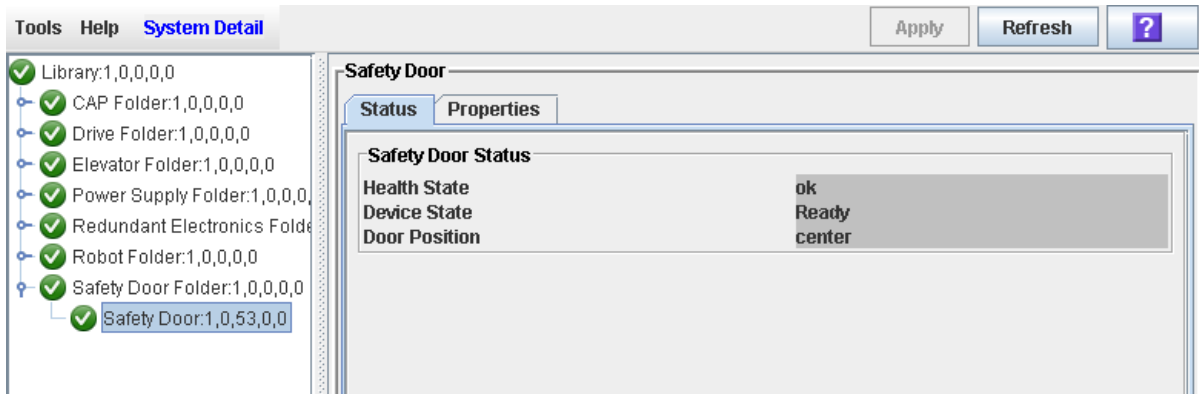 Tools Help System Detail Apply Refresh ?
Library:1,0,0,0,0
CAP Folder:1,0,0,0,0
Drive Folder:1,0,0,0,0
Elevator Folder:1,0,0,0,0
Power Supply Folder:1,0,0,0,
Redundant Electronics Folde
Robot Folder:1,0,0,0,0
Safety Door Folder:1,0,0,0,0
Safety Door:1,0,53,0,0
Safety Door
Status Properties
Safety Door Status
Health State ok
Device State Ready
Door Position center